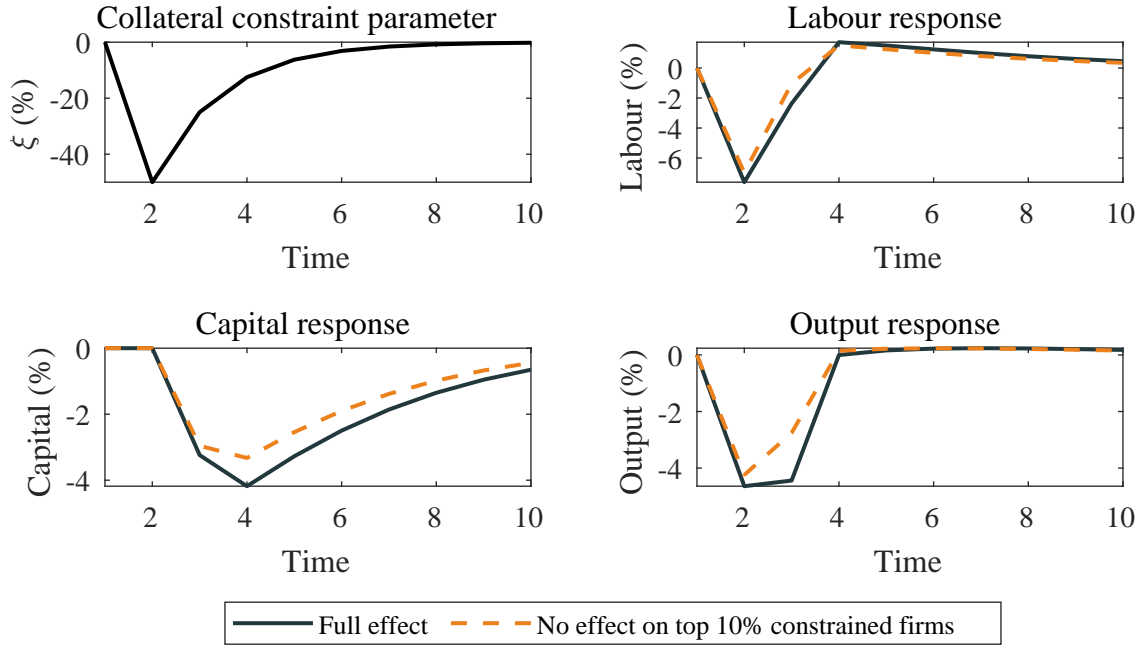 Collateral constraint parameter
0
-20
-40
ξ (%)
2 4 6 8 10
Time
Labour response
0
-2
-4
-6
Labour (%)
2 4 6 8 10
Time
Capital response
0
-2
-4
Capital (%)
2 4 6 8 10
Time
Output response
0
-2
-4
Output (%)
2 4 6 8 10
Time
Full effect
No effect on top 10% constrained firms